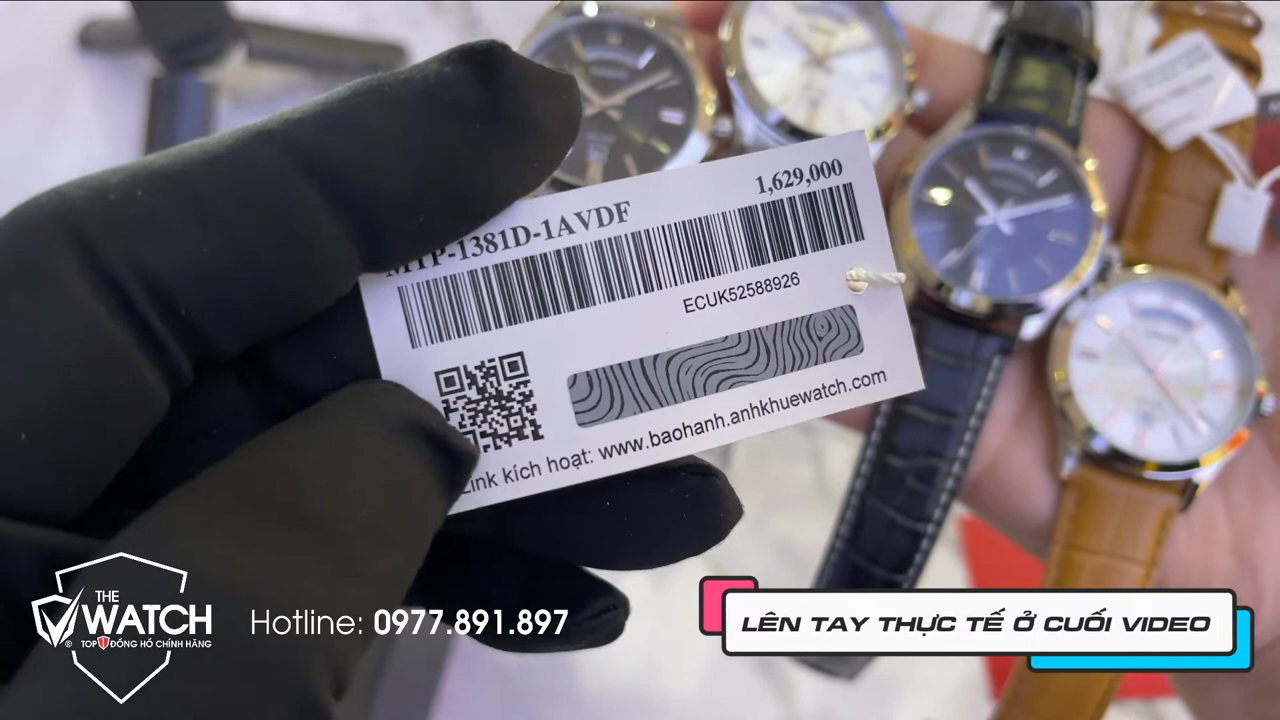 1,629,000
MTP-1381D-1AVDF
ECUK52588926
Link kích hoạt: www.baohanh.anhkhuewatch.com
THE
WATCH
TOP 1 ĐỒNG HỒ CHÍNH HÃNG
Hotline: 0977.891.897
LÊN TAY THỰC TẾ Ở CUỐI VIDEO